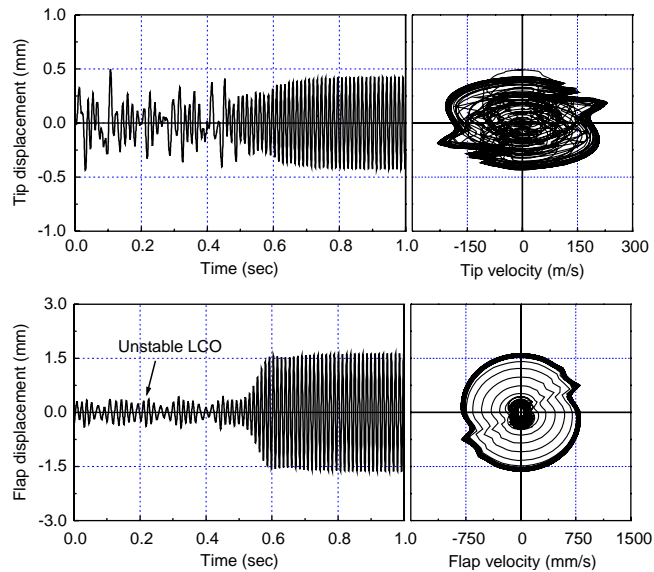 1.0
0.5
0.0
-0.5
-1.0
Tip displacement (mm)
0.0 0.2 0.4 0.6 0.8 1.0
Time (sec)
-150 0 150 300
Tip velocity (m/s)
3.0
1.5
0.0
-1.5
-3.0
Flap displacement (mm)
Unstable LCO
0.0 0.2 0.4 0.6 0.8 1.0
Time (sec)
-750 0 750 1500
Flap velocity (mm/s)